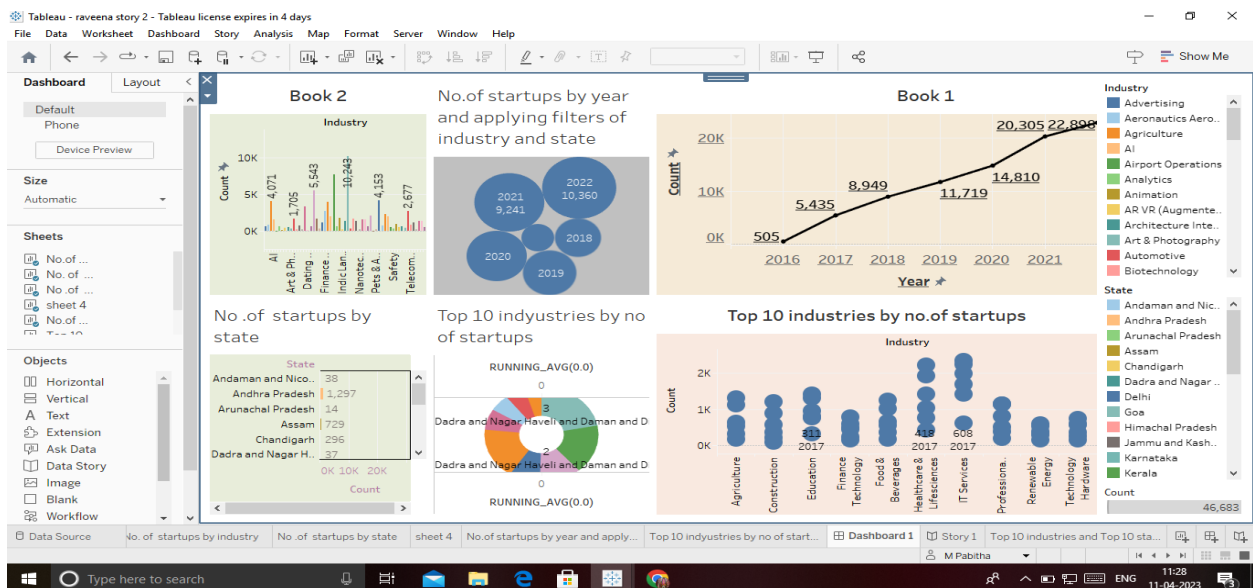 Tableau - raveena story 2 - Tableau license expires in 4 days
File Data Worksheet Dashboard Story Analysis Map Format Server Window Help
Show Me
Dashboard Layout
Default
Phone
Device Preview
Size
Automatic
Sheets
No.of ...
No. of ...
No .of ...
sheet 4
No.of ...
Objects
Horizontal
Vertical
Text
Extension
Ask Data
Data Story
Image
Blank
Workflow
Book 2
Industry
Count
10K
5K
0K
4,071
1,705
5,543
10,243
4,153
2,677
AI
Art & Ph..
Dating ..
Finance ..
Indic Lan..
Nanotec..
Pets & A..
Safety
Telecom..
No.of startups by year
and applying filters of
industry and state
2021
9,241
2022
10,360
2018
2020
2019
Book 1
Count
20K
10K
0K
505
5,435
8,949
11,719
14,810
20,305
22,898
2016 2017 2018 2019 2020 2021
Year
No .of startups by
state
State
Andaman and Nico.. 38
Andhra Pradesh 1,297
Arunachal Pradesh 14
Assam 729
Chandigarh 296
Dadra and Nagar H.. 37
0K 10K 20K
Count
Top 10 indyustries by no
of startups
RUNNING_AVG(0.0)
0
3
Dadra and Nagar Haveli and Daman and D
2
Dadra and Nagar Haveli and Daman and D
0
RUNNING_AVG(0.0)
Top 10 industries by no.of startups
Industry
Count
2K
1K
0K
311
2017
418
2017
608
2017
Agriculture
Construction
Education
Finance
Technology
Food &
Beverages
Healthcare &
Lifesciences
IT Services
Professiona..
Renewable
Energy
Technology
Hardware
Industry
Advertising
Aeronautics Aero..
Agriculture
AI
Airport Operations
Analytics
Animation
AR VR (Augmente..
Architecture Inte..
Art & Photography
Automotive
Biotechnology
State
Andaman and Nic..
Andhra Pradesh
Arunachal Pradesh
Assam
Chandigarh
Dadra and Nagar ..
Delhi
Goa
Himachal Pradesh
Jammu and Kash..
Karnataka
Kerala
Count
46,683
Data Source No. of startups by industry No .of startups by state sheet 4 No.of startups by year and apply... Top 10 indyustries by no of start... Dashboard 1 Story 1 Top 10 industries and Top 10 sta...
M Pabitha
Type here to search
ENG
11:28
11-04-2023
3